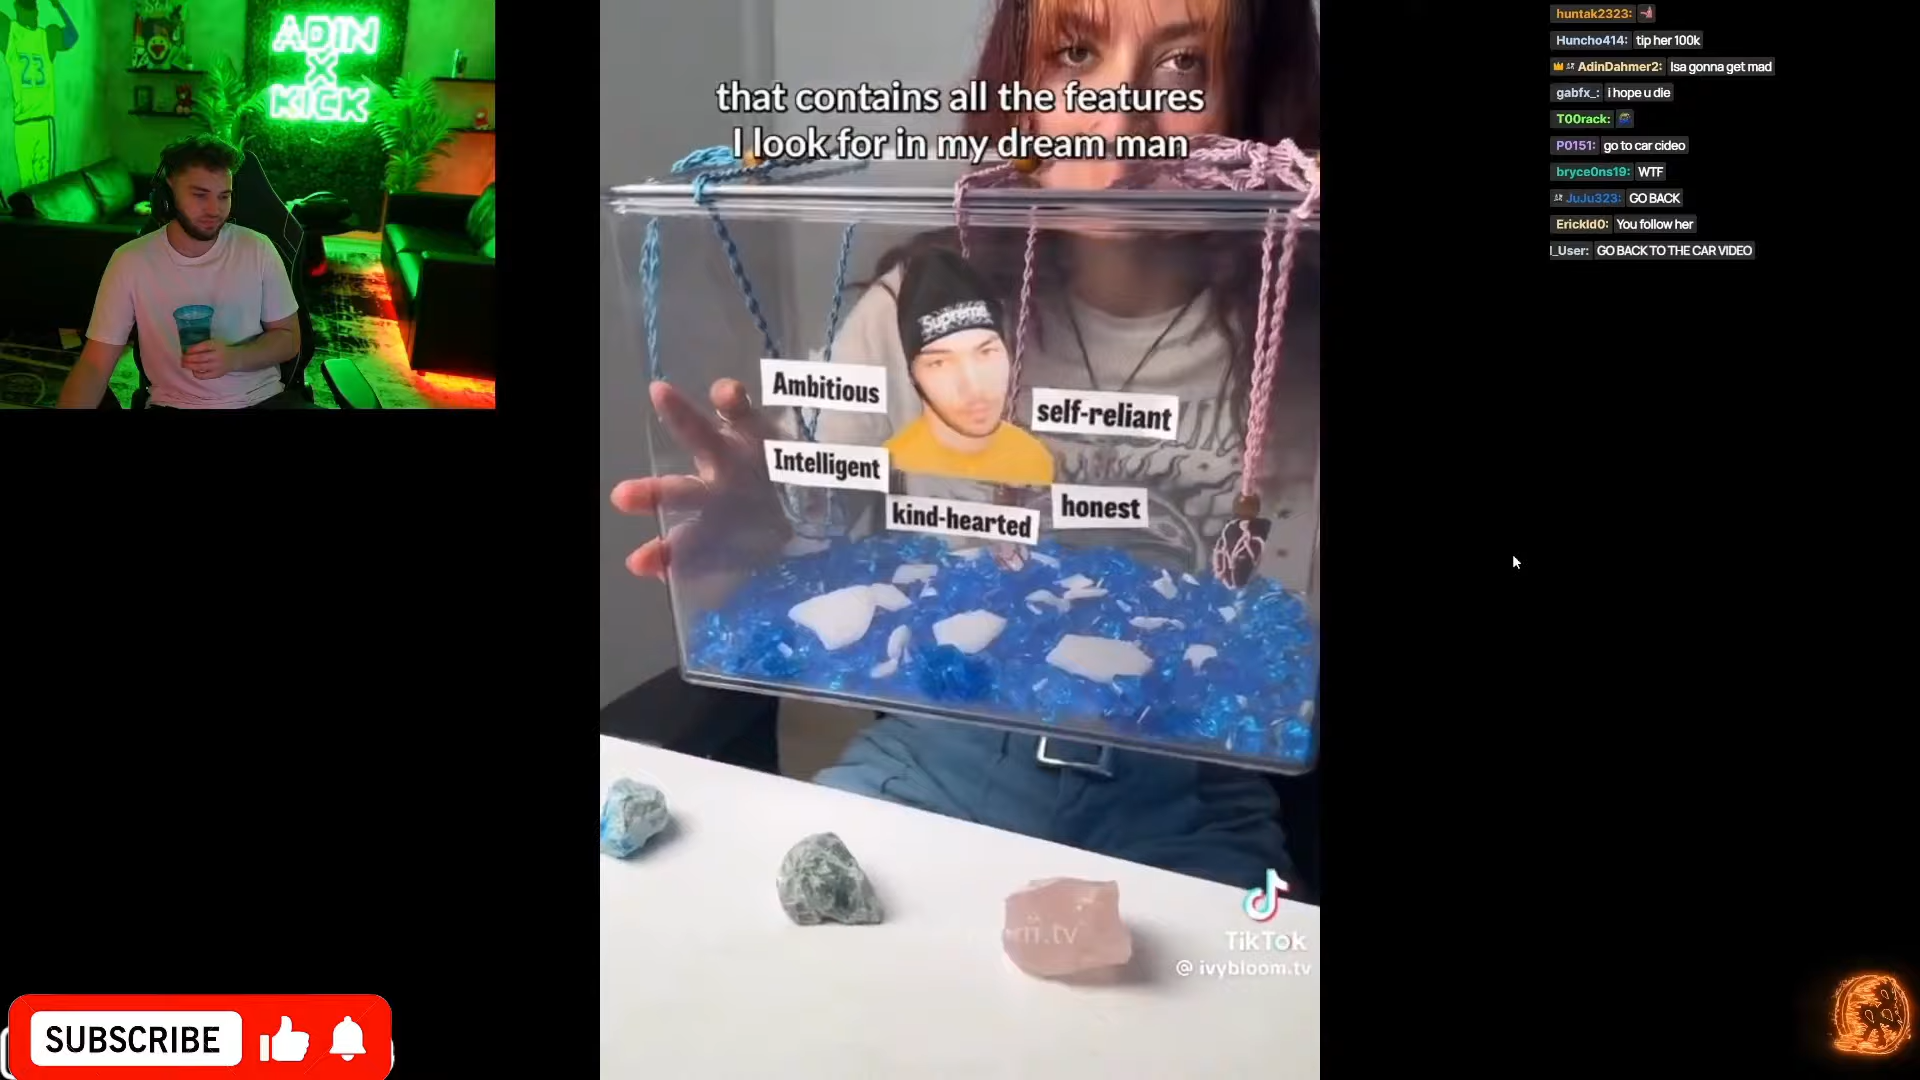 23
ADIN
X
KICK
that contains all the features
I look for in my dream man
Supreme
Ambitious
self-reliant
Intelligent
kind-hearted
honest
TikTok
@ ivybloom.tv
SUBSCRIBE
huntak2323:
Huncho414: tip her 100k
AdinDahmer2: Isa gonna get mad
gabfx_: i hope u die
T00rack:
P0151: go to car cideo
bryce0ns19: WTF
JuJu323: GO BACK
ErickId0: You follow her
l_User: GO BACK TO THE CAR VIDEO